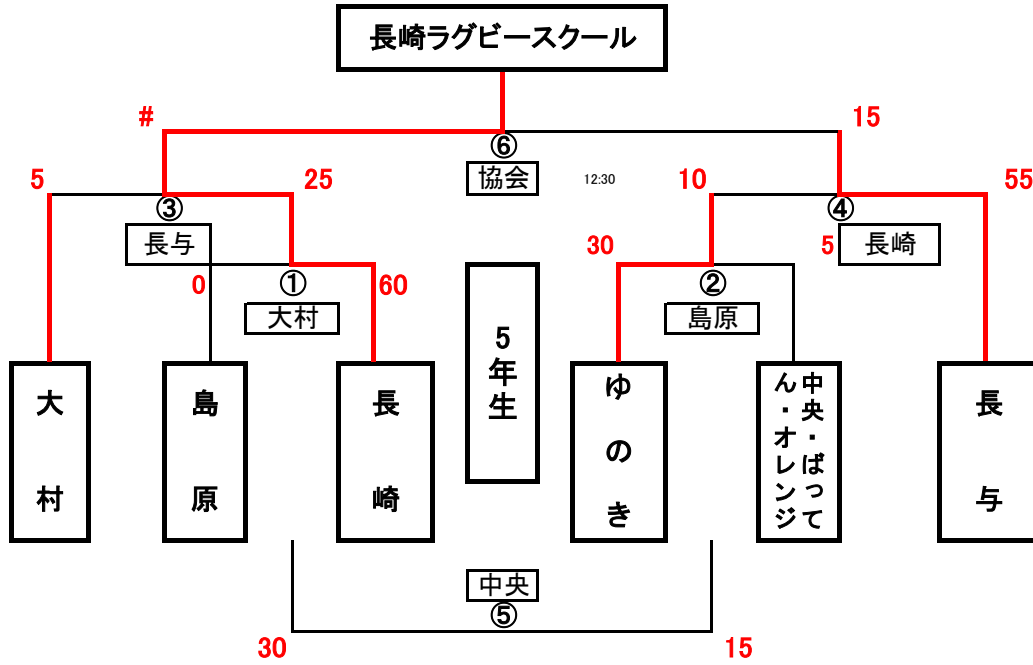 長崎ラグビースクール
#
15
⑥
協会
12:30
5
25
10
55
③
④
長与
長崎
30
5
0
①
60
②
大村
島原
5年生
大村
島原
長崎
ゆのき
中央・ばって
ん・オレンジ
長与
中央
⑤
30
15